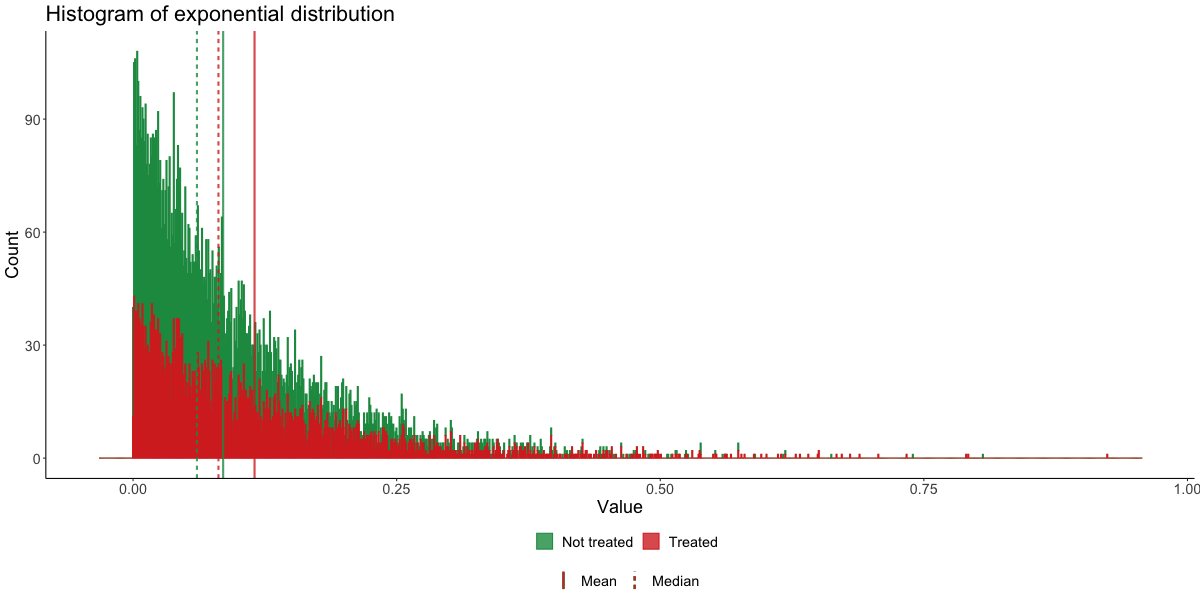 Histogram of exponential distribution
Count
90
60
30
0
0.00 0.25 0.50 0.75 1.00
Value
Not treated Treated
Mean Median